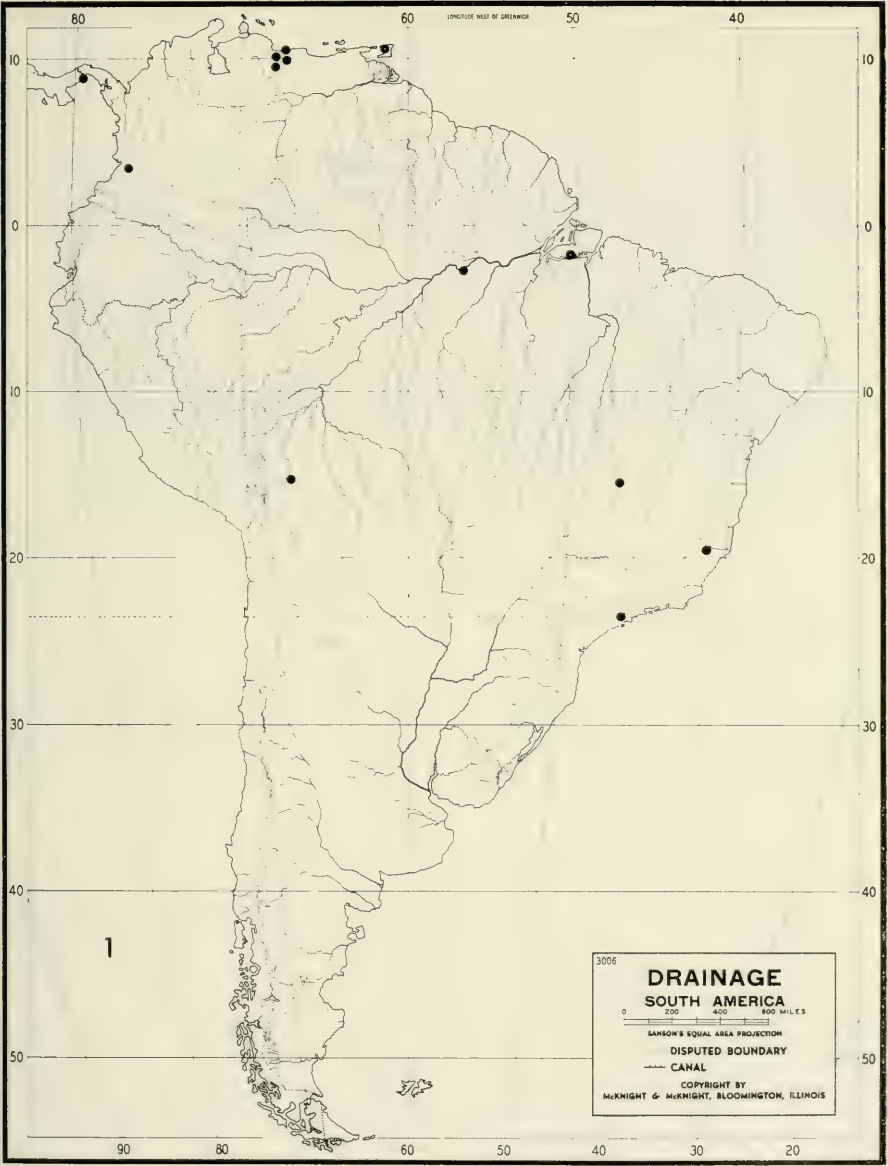 80 60 LONGITUDE WEST OF GREENWICH 50 40
10 10
0 0
10 10
20 20
30 30
40 40
1
50 50
3006
DRAINAGE
SOUTH AMERICA
0 200 400 600 MILES
SANSON'S EQUAL AREA PROJECTION
DISPUTED BOUNDARY
CANAL
COPYRIGHT BY
McKNIGHT & McKNIGHT, BLOOMINGTON, ILLINOIS
90 80 60 50 40 30 20